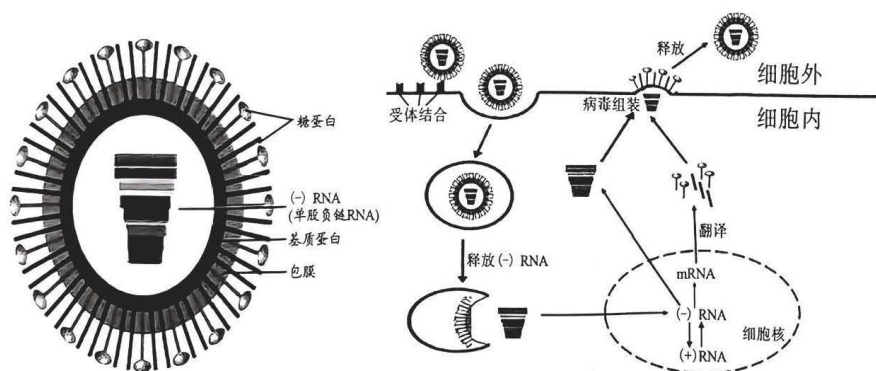 糖蛋白
(-) RNA
(单股负链RNA)
基质蛋白
包膜
释放
细胞外
受体结合
病毒组装
细胞内
翻译
释放(-) RNA
mRNA
(-) RNA
细胞核
(+)RNA